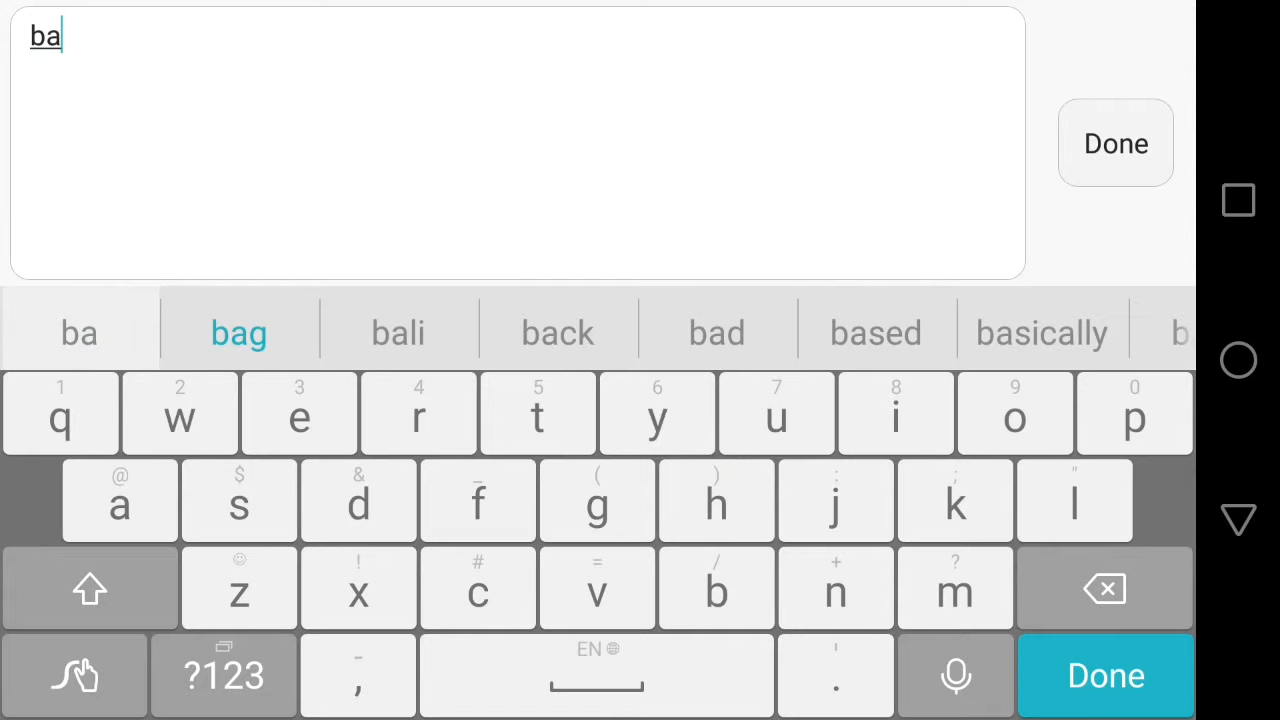 ba
Done
ba bag bali back bad based basically b
1 2 3 4 5 6 7 8 9 0
q w e r t y u i o p
@ $ & _ ( ) : ; "
a s d f g h j k l
! # = / + ?
z x c v b n m
- EN '
?123 , . Done